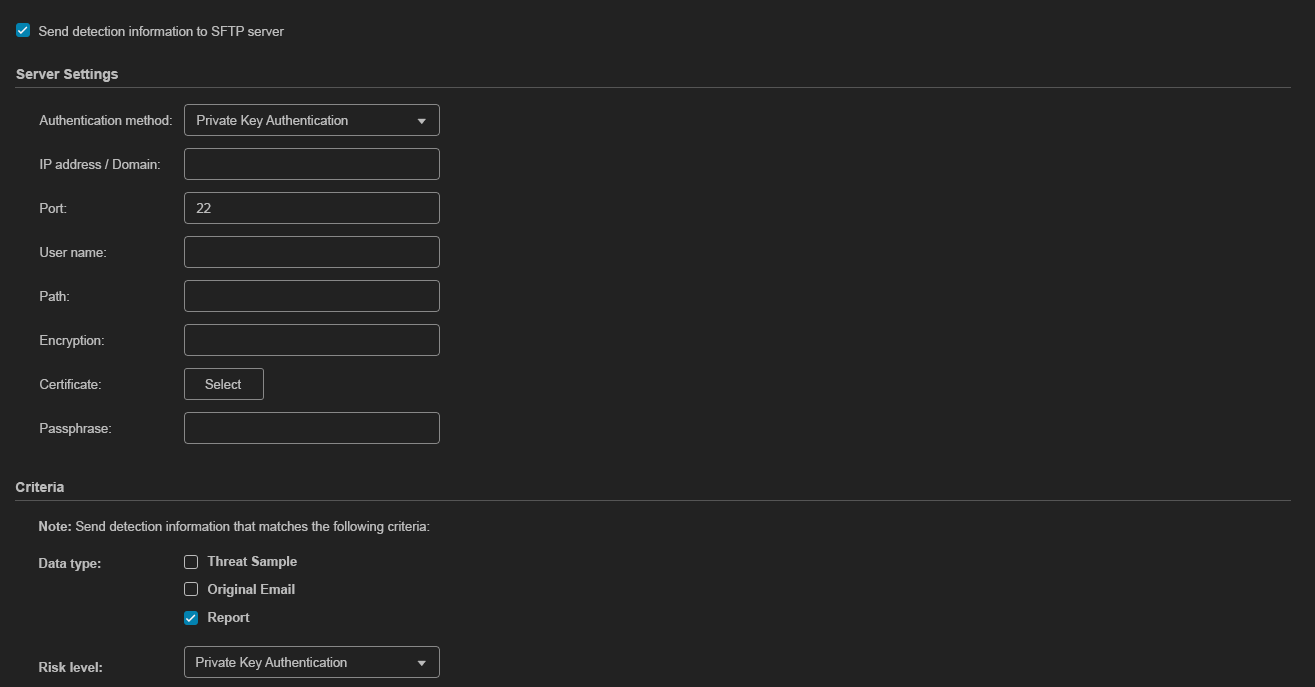 Send detection information to SFTP server
Server Settings
Authentication method: Private Key Authentication
IP address / Domain:
Port: 22
User name:
Path:
Encryption:
Certificate: Select
Passphrase:
Criteria
Note: Send detection information that matches the following criteria:
Data type: Threat Sample
Original Email
Report
Risk level: Private Key Authentication